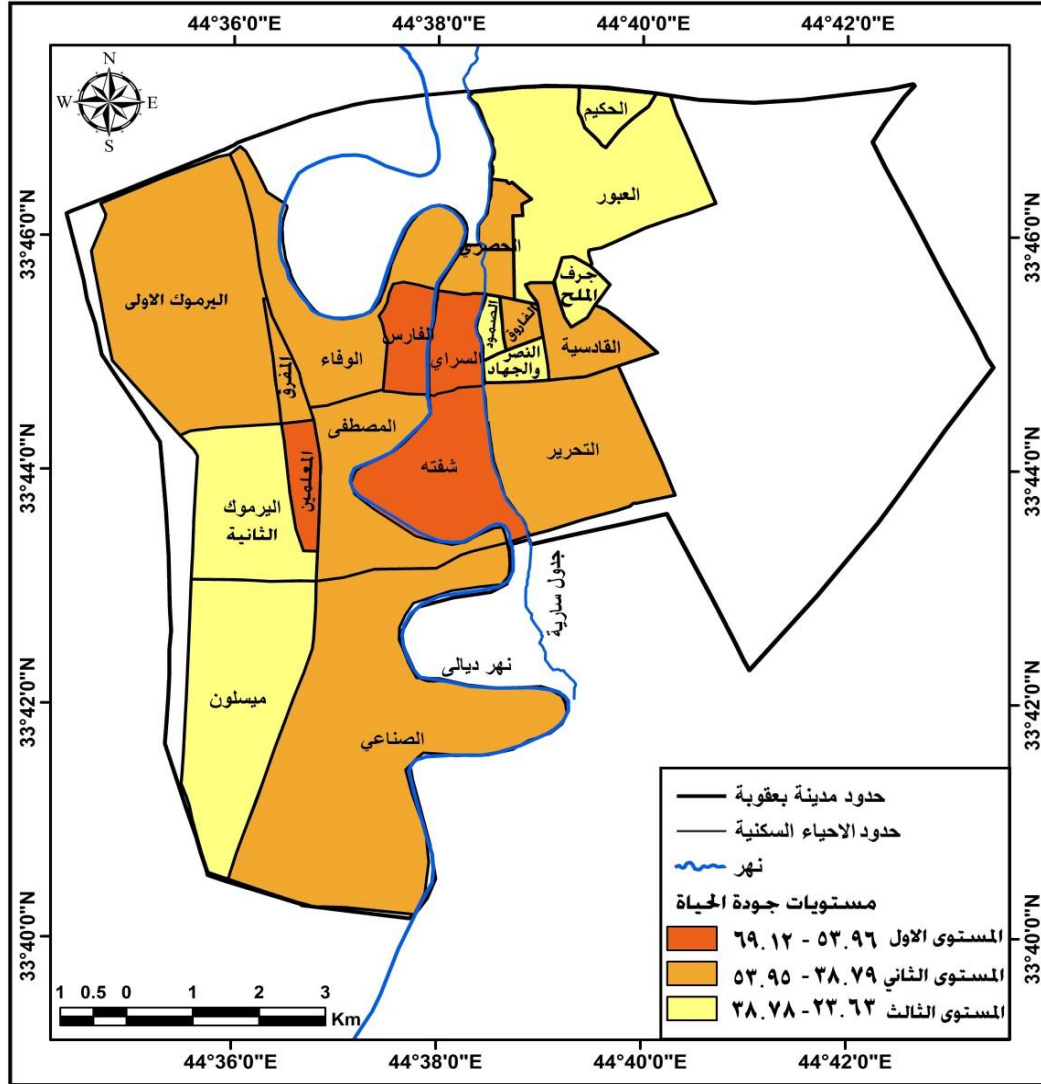 44°36'0"E
44°38'0"E
44°40'0"E
44°42'0"E
N
W E
S
33°46'0"N
33°44'0"N
33°42'0"N
33°40'0"N
33°46'0"N
33°44'0"N
33°42'0"N
33°40'0"N
الحكيم
العبور
الحصري
جرف
الملح
اليرموك الاولى
الفارس
السراي
الصمود
الفاروق
القادسية
النصر
والجهاد
الوفاء
المفرق
المصطفى
التحرير
شفته
المعلمين
اليرموك
الثانية
جدول سارية
نهر ديالى
ميسلون
الصناعي
حدود مدينة بعقوبة
حدود الاحياء السكنية
نهر
مستويات جودة الحياة
المستوى الاول ٥٣.٩٦ - ٦٩.١٢
المستوى الثاني ٣٨.٧٩ - ٥٣.٩٥
المستوى الثالث ٢٣.٦٣ - ٣٨.٧٨
1 0.5 0 1 2 3
Km
44°36'0"E
44°38'0"E
44°40'0"E
44°42'0"E